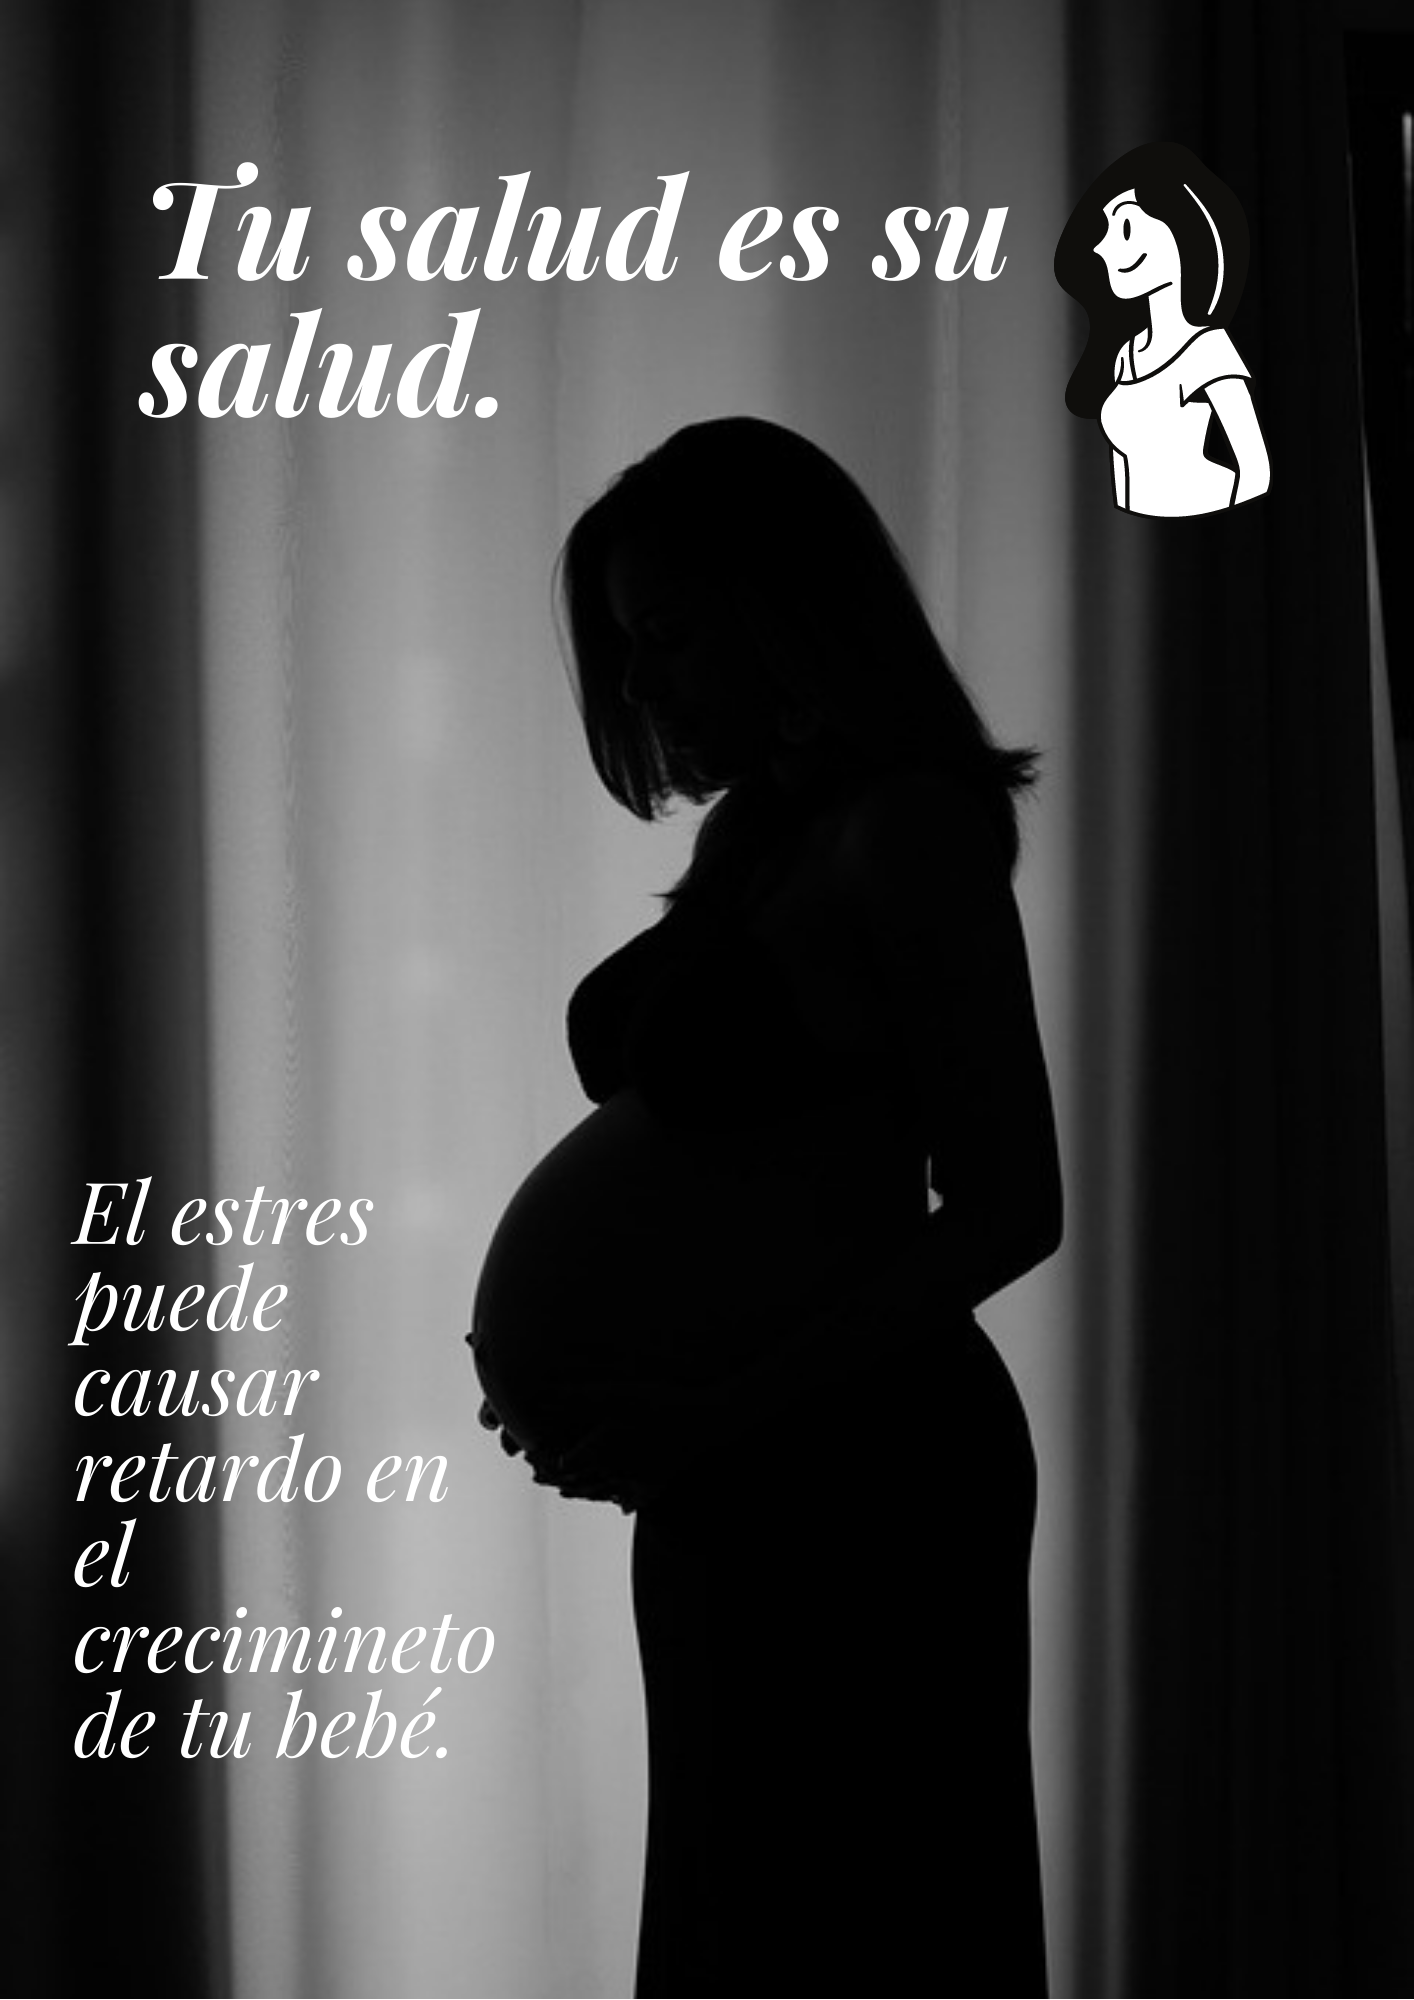 Tu salud es su
salud.
El estres
puede
causar
retardo en
el
crecimineto
de tu bebé.